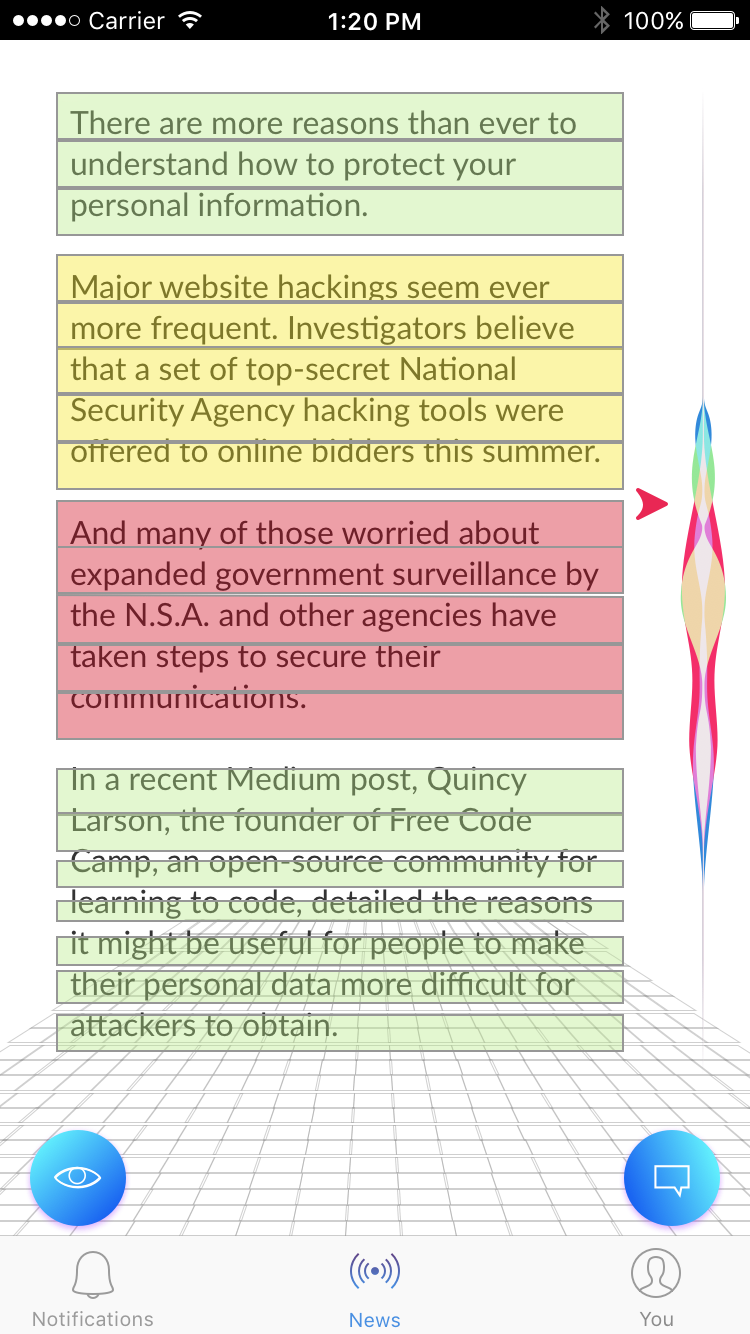 Carrier 1:20 PM 100%
There are more reasons than ever to
understand how to protect your
personal information.
Major website hackings seem ever
more frequent. Investigators believe
that a set of top-secret National
Security Agency hacking tools were
offered to online bidders this summer.
And many of those worried about
expanded government surveillance by
the N.S.A. and other agencies have
taken steps to secure their
communications.
In a recent Medium post, Quincy
Larson, the founder of Free Code
Camp, an open-source community for
learning to code, detailed the reasons
it might be useful for people to make
their personal data more difficult for
attackers to obtain.
Notifications News You